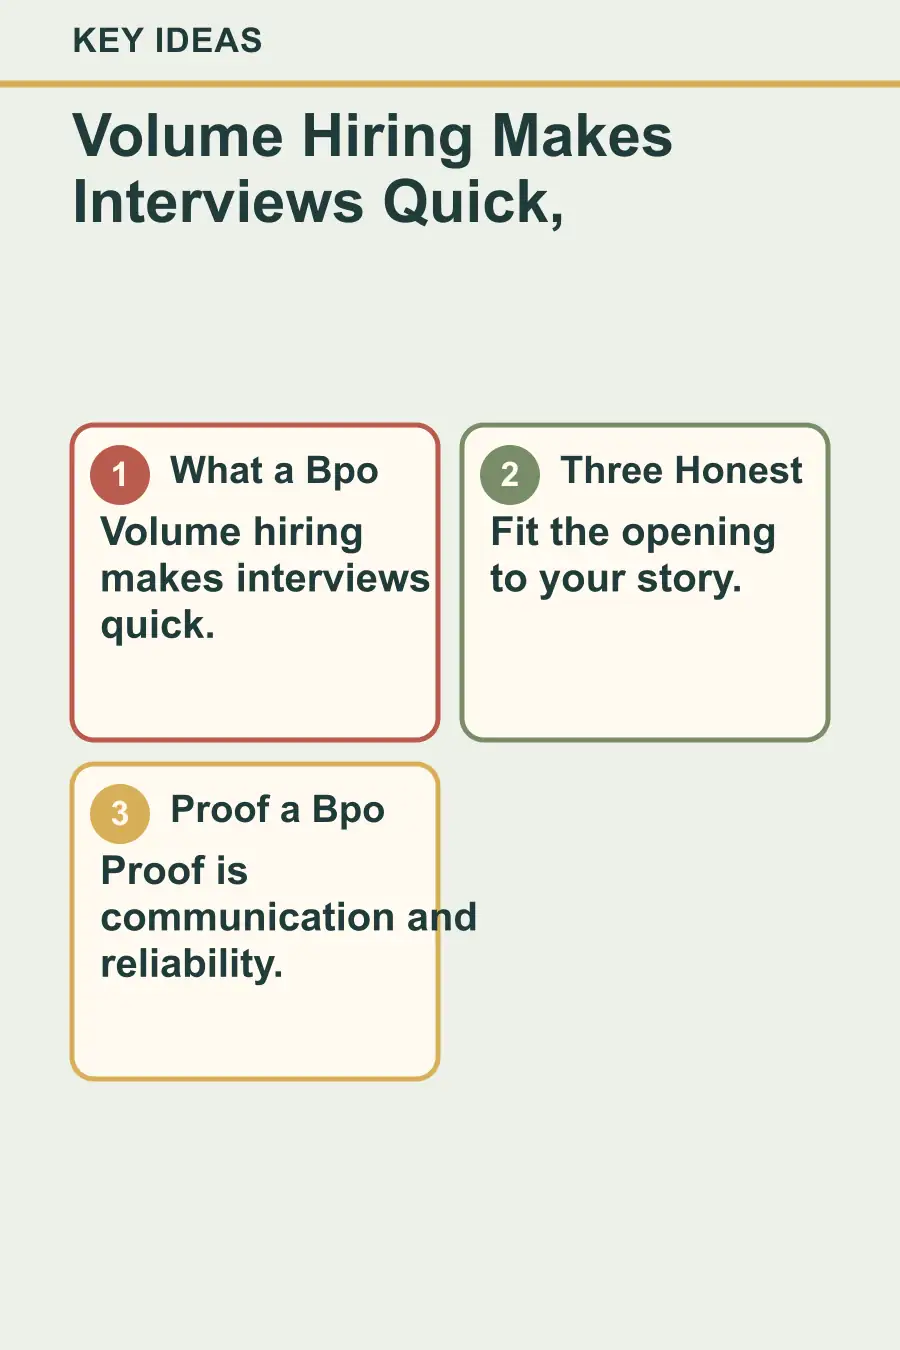 KEY IDEAS
Volume Hiring Makes
Interviews Quick,
1 What a Bpo
Volume hiring
makes interviews
quick.
2 Three Honest
Fit the opening
to your story.
3 Proof a Bpo
Proof is
communication and
reliability.